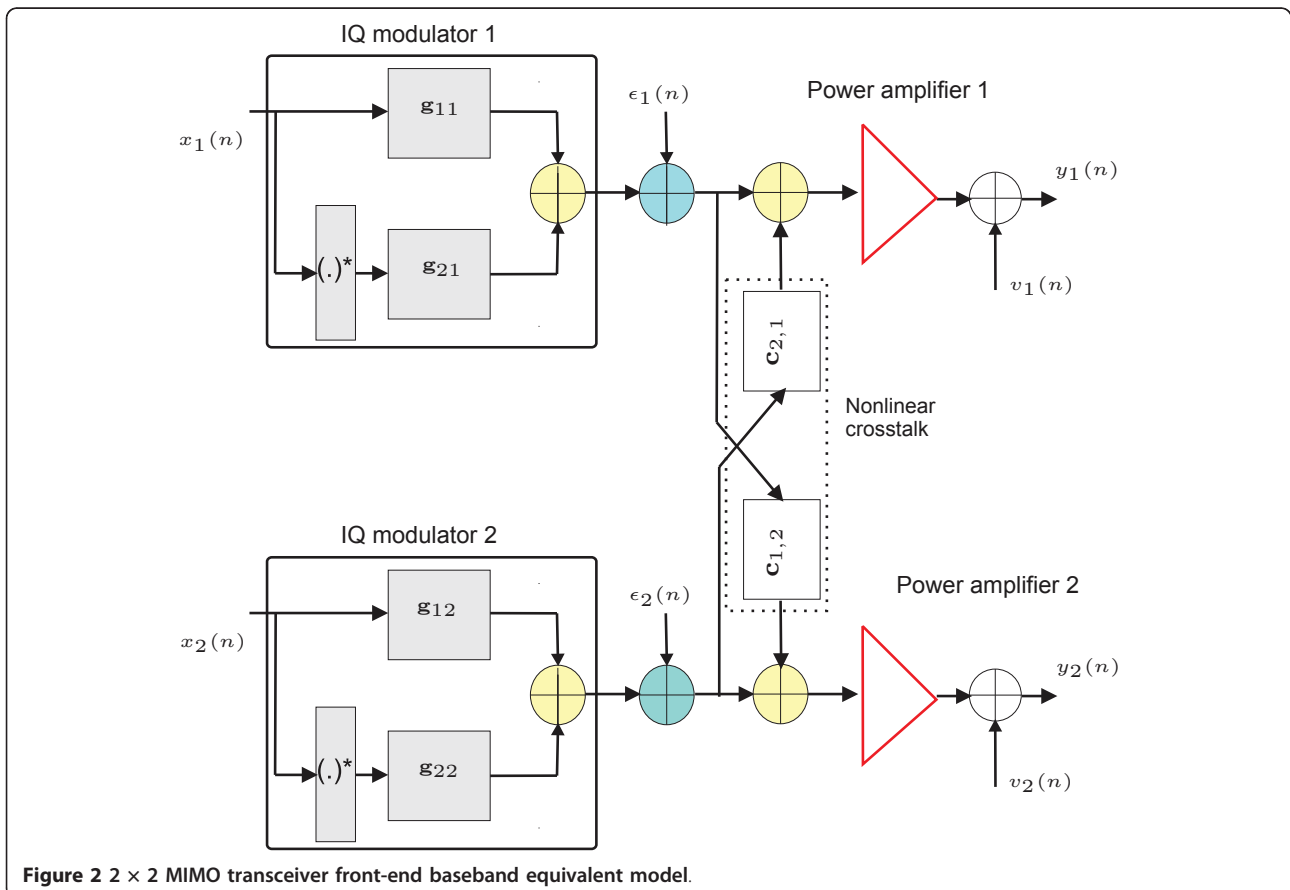 IQ modulator 1
g11
ϵ1(n)
Power amplifier 1
x1(n)
y1(n)
(.)*
g21
v1(n)
c2,1
Nonlinear
crosstalk
c1,2
IQ modulator 2
g12
ϵ2(n)
Power amplifier 2
x2(n)
y2(n)
(.)*
g22
v2(n)
Figure 2 2 × 2 MIMO transceiver front-end baseband equivalent model.